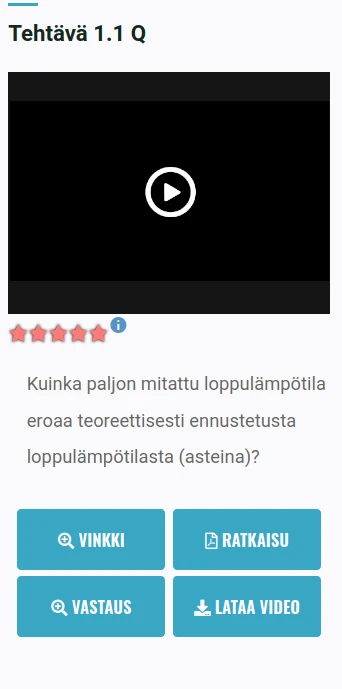 Tehtävä 1.1 Q
Kuinka paljon mitattu loppulämpötila
eroaa teoreettisesti ennustetusta
loppulämpötilasta (asteina)?
VINKKI
RATKAISU
VASTAUS
LATAA VIDEO